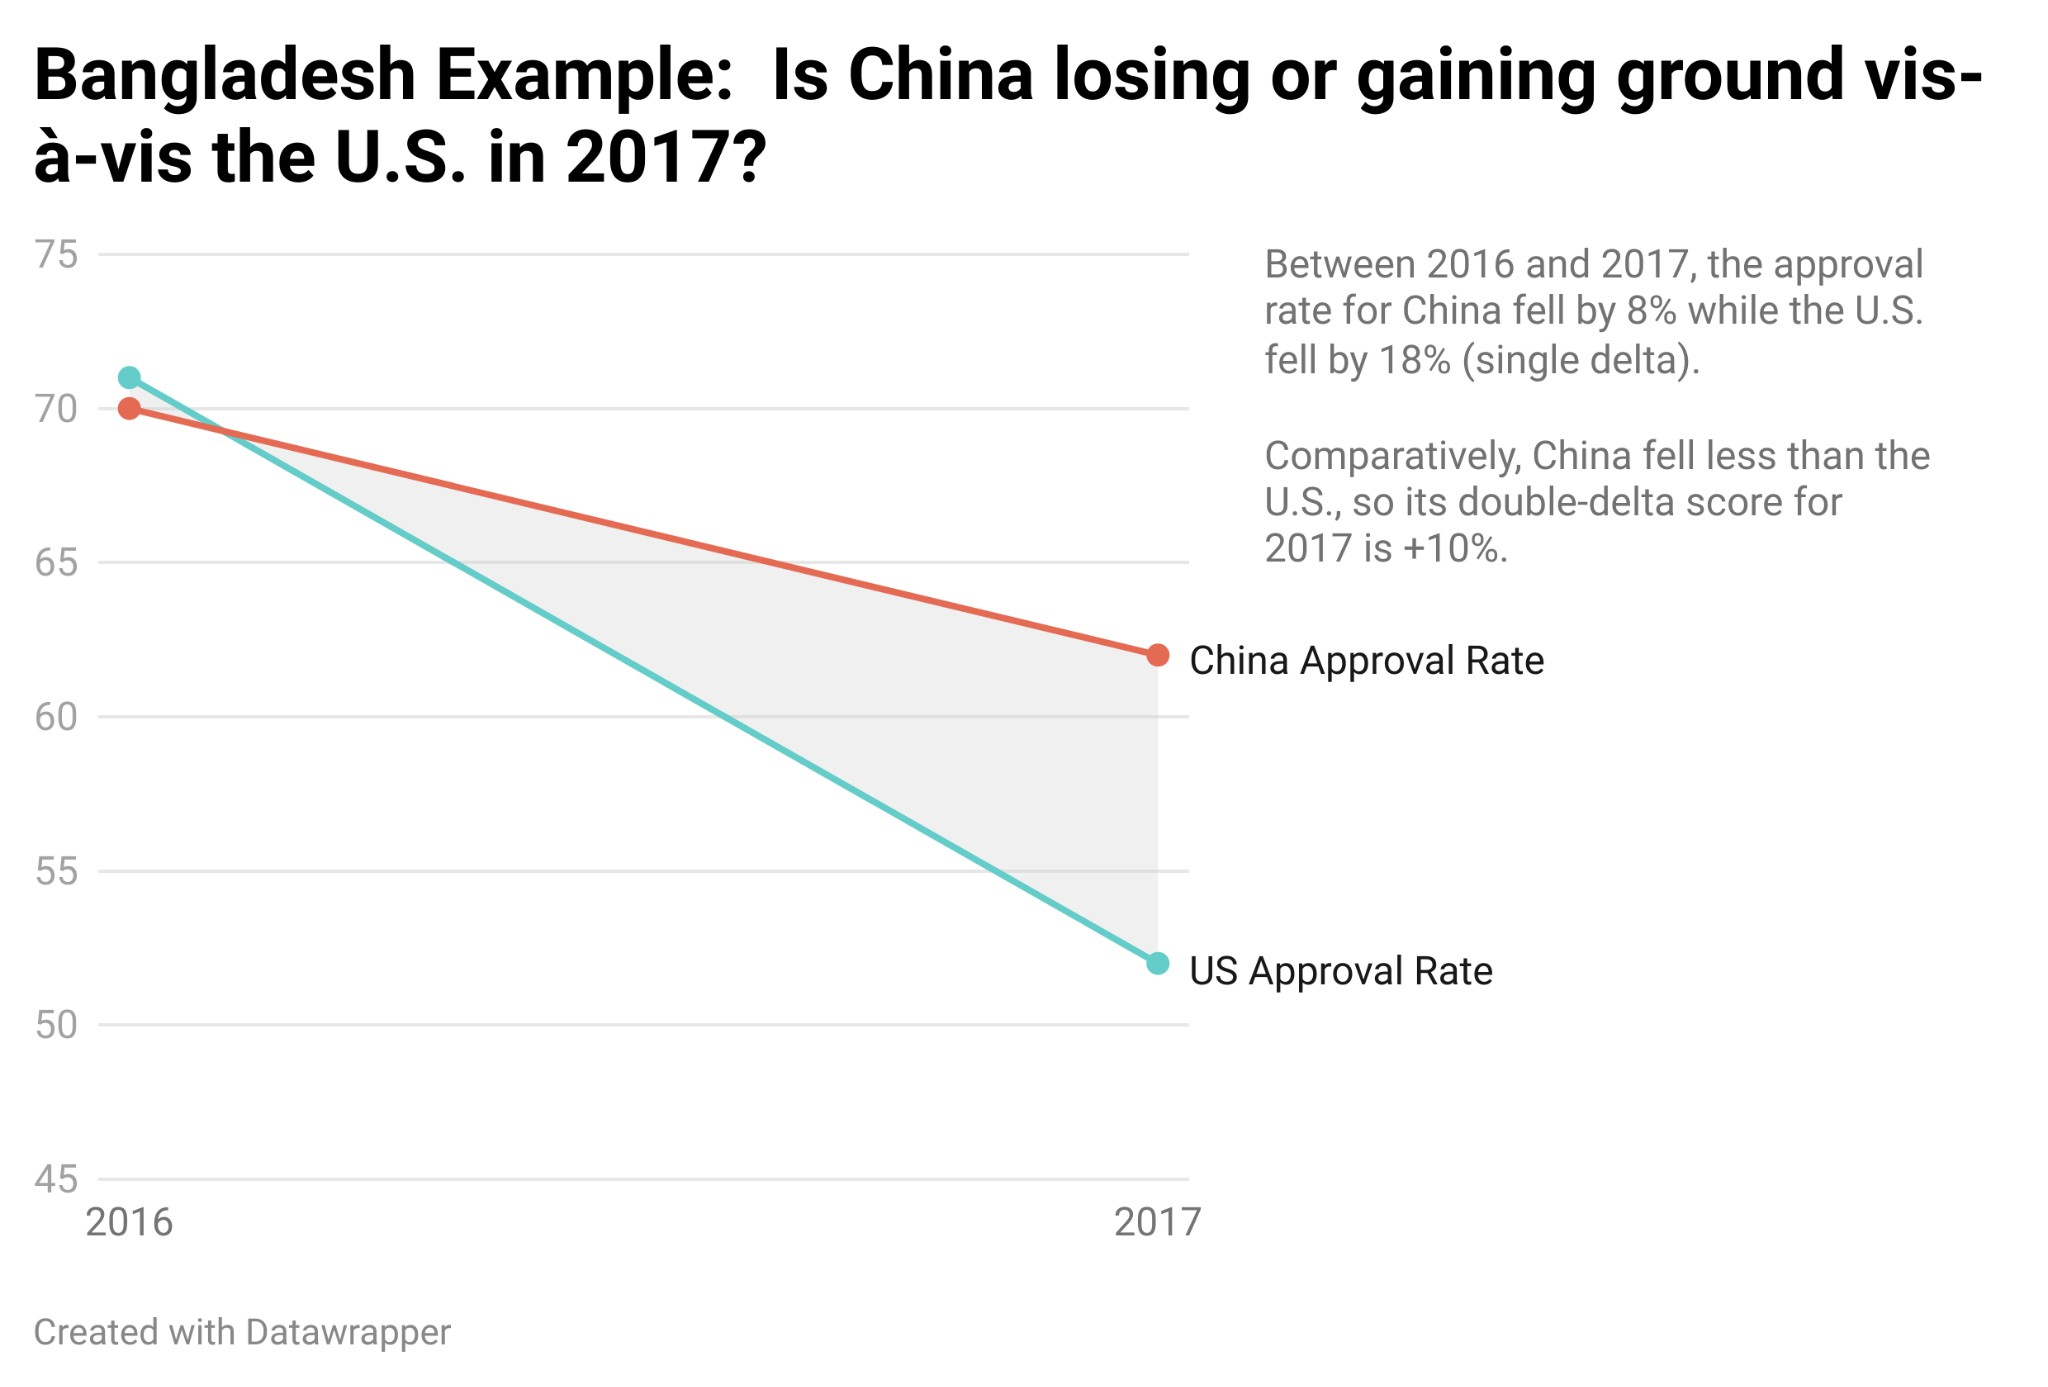 Bangladesh Example:  Is China losing or gaining ground vis-
à-vis the U.S. in 2017?
75
Between 2016 and 2017, the approval
rate for China fell by 8% while the U.S.
fell by 18% (single delta).
70
Comparatively, China fell less than the
U.S., so its double-delta score for
2017 is +10%.
65
China Approval Rate
60
55
US Approval Rate
50
45
2016
2017
Created with Datawrapper